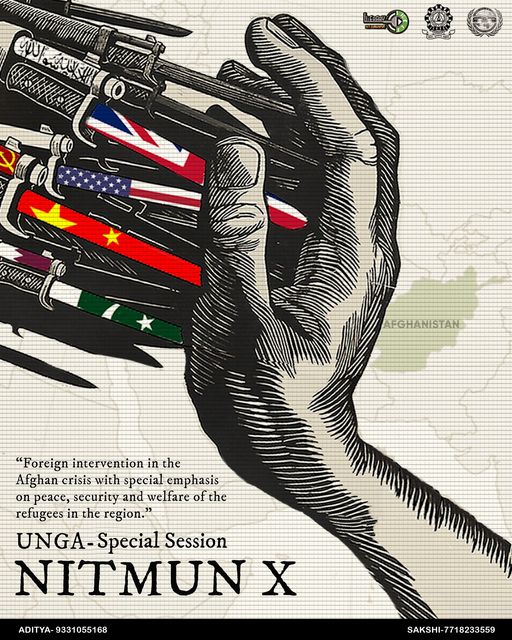 AFGHANISTAN
“Foreign intervention in the
Afghan crisis with special emphasis
on peace, security and welfare of the
refugees in the region.”
UNGA-Special Session
NITMUN X
ADITYA- 9331055168
SAKSHI-7718233559